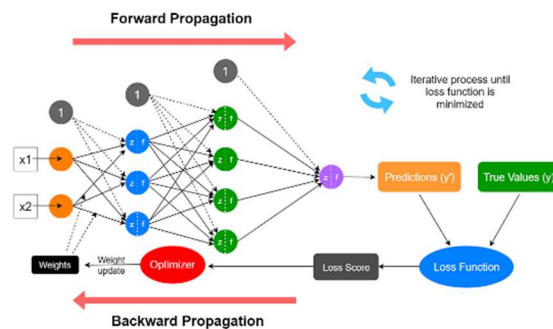 Forward Propagation
1
1
1
Iterative process until
loss function is
minimized
z f
z f
z f
z f
z f
z f
z f
z f
x1
x2
Predictions (y')
True Values (y)
Weights
Weight
update
Optimizer
Loss Score
Loss Function
Backward Propagation